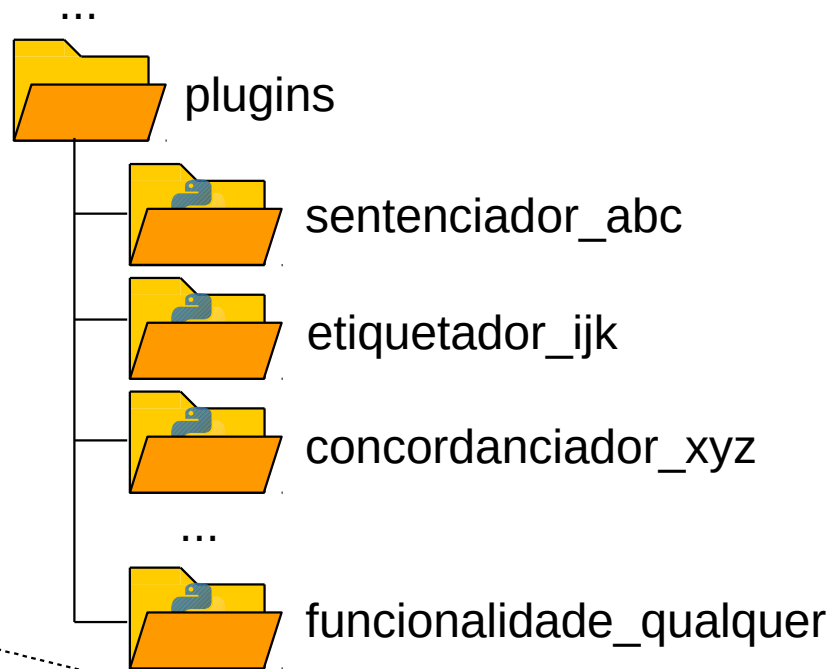 ...
plugins
sentenciador_abc
etiquetador_ijk
concordanciador_xyz
...
funcionalidade_qualquer